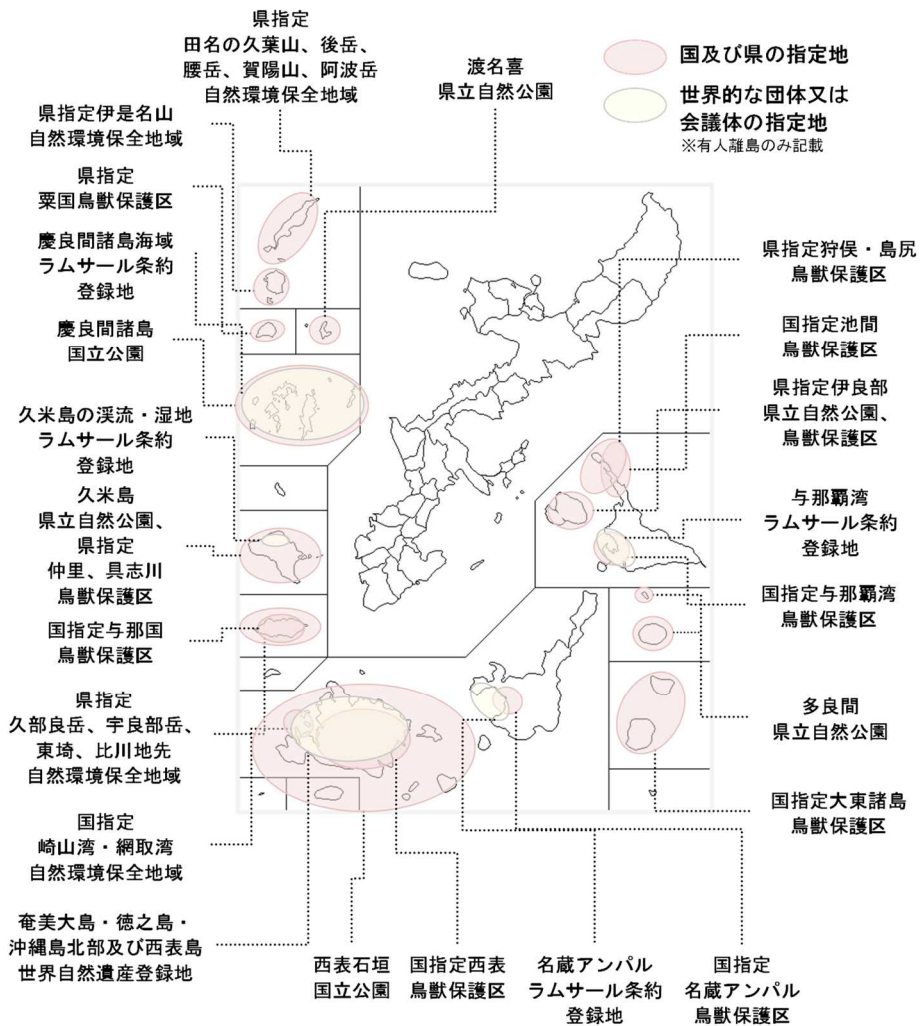 県指定
田名の久葉山、後岳、
腰岳、賀陽山、阿波岳
自然環境保全地域
渡名喜
県立自然公園
国及び県の指定地
世界的な団体又は
会議体の指定地
※有人離島のみ記載
県指定伊是名山
自然環境保全地域
県指定
粟国鳥獣保護区
慶良間諸島海域
ラムサール条約
登録地
慶良間諸島
国立公園
久米島の渓流・湿地
ラムサール条約
登録地
久米島
県立自然公園、
県指定
仲里、具志川
鳥獣保護区
国指定与那国
鳥獣保護区
県指定
久部良岳、宇良部岳、
東埼、比川地先
自然環境保全地域
国指定
崎山湾・網取湾
自然環境保全地域
奄美大島・徳之島・
沖縄島北部及び西表島
世界自然遺産登録地
西表石垣
国立公園
国指定西表
鳥獣保護区
名蔵アンパル
ラムサール条約
登録地
国指定
名蔵アンパル
鳥獣保護区
県指定狩俣・島尻
鳥獣保護区
国指定池間
鳥獣保護区
県指定伊良部
県立自然公園、
鳥獣保護区
与那覇湾
ラムサール条約
登録地
国指定与那覇湾
鳥獣保護区
多良間
県立自然公園
国指定大東諸島
鳥獣保護区